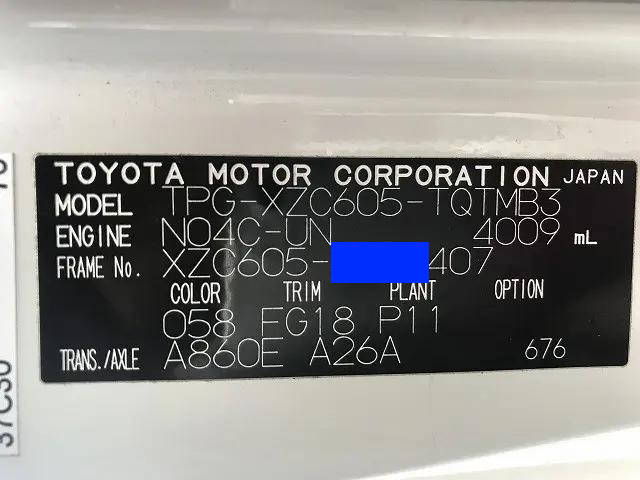 TOYOTA MOTOR CORPORATION JAPAN
MODEL TPG-XZC605-TQTMB3
ENGINE N04C-UN 4009 mL
FRAME No. XZC605- 407
COLOR TRIM PLANT OPTION
058 FG18 P11
TRANS./AXLE A860E A26A 676
37C30